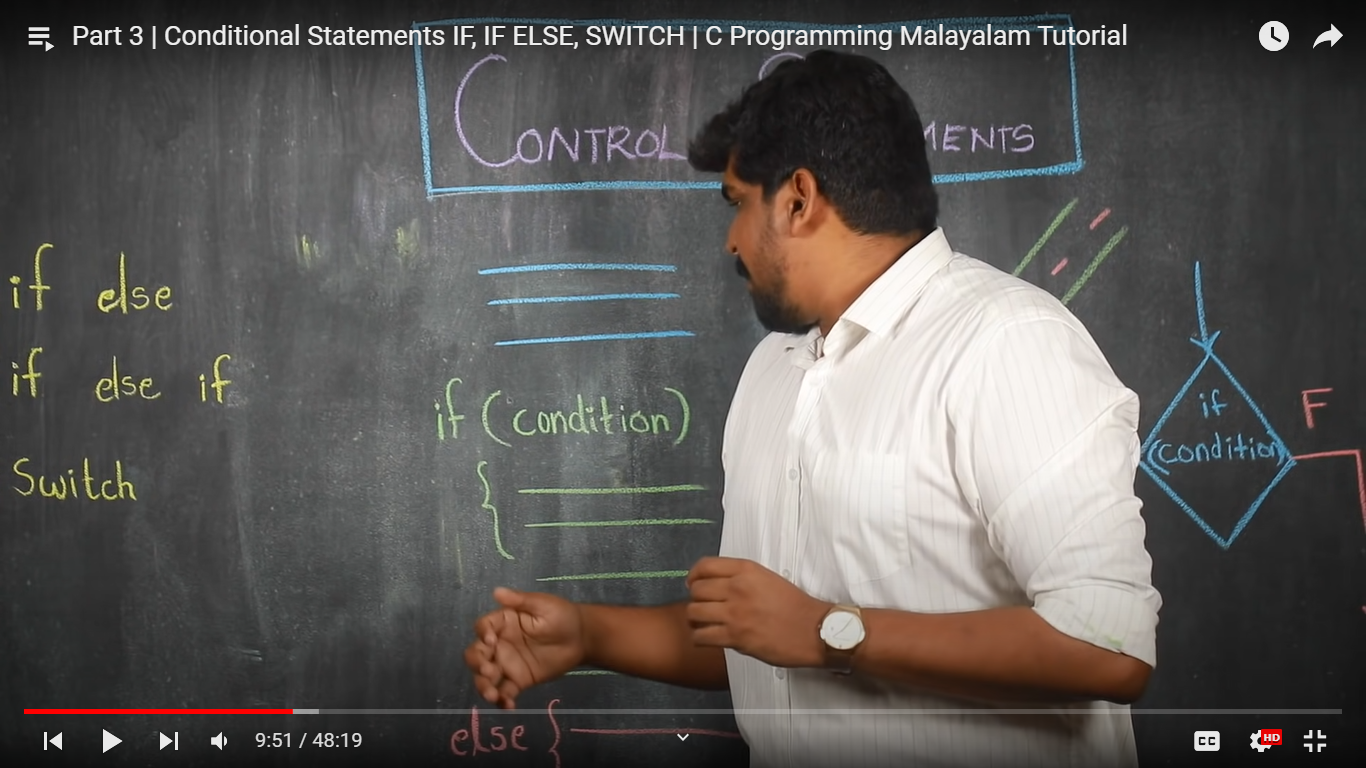 Part 3 | Conditional Statements IF, IF ELSE, SWITCH | C Programming Malayalam Tutorial
CONTROL
MENTS
if else
if else if
Switch
if (condition)
{
else {
if
(condition)
F
9:51 / 48:19
CC
HD